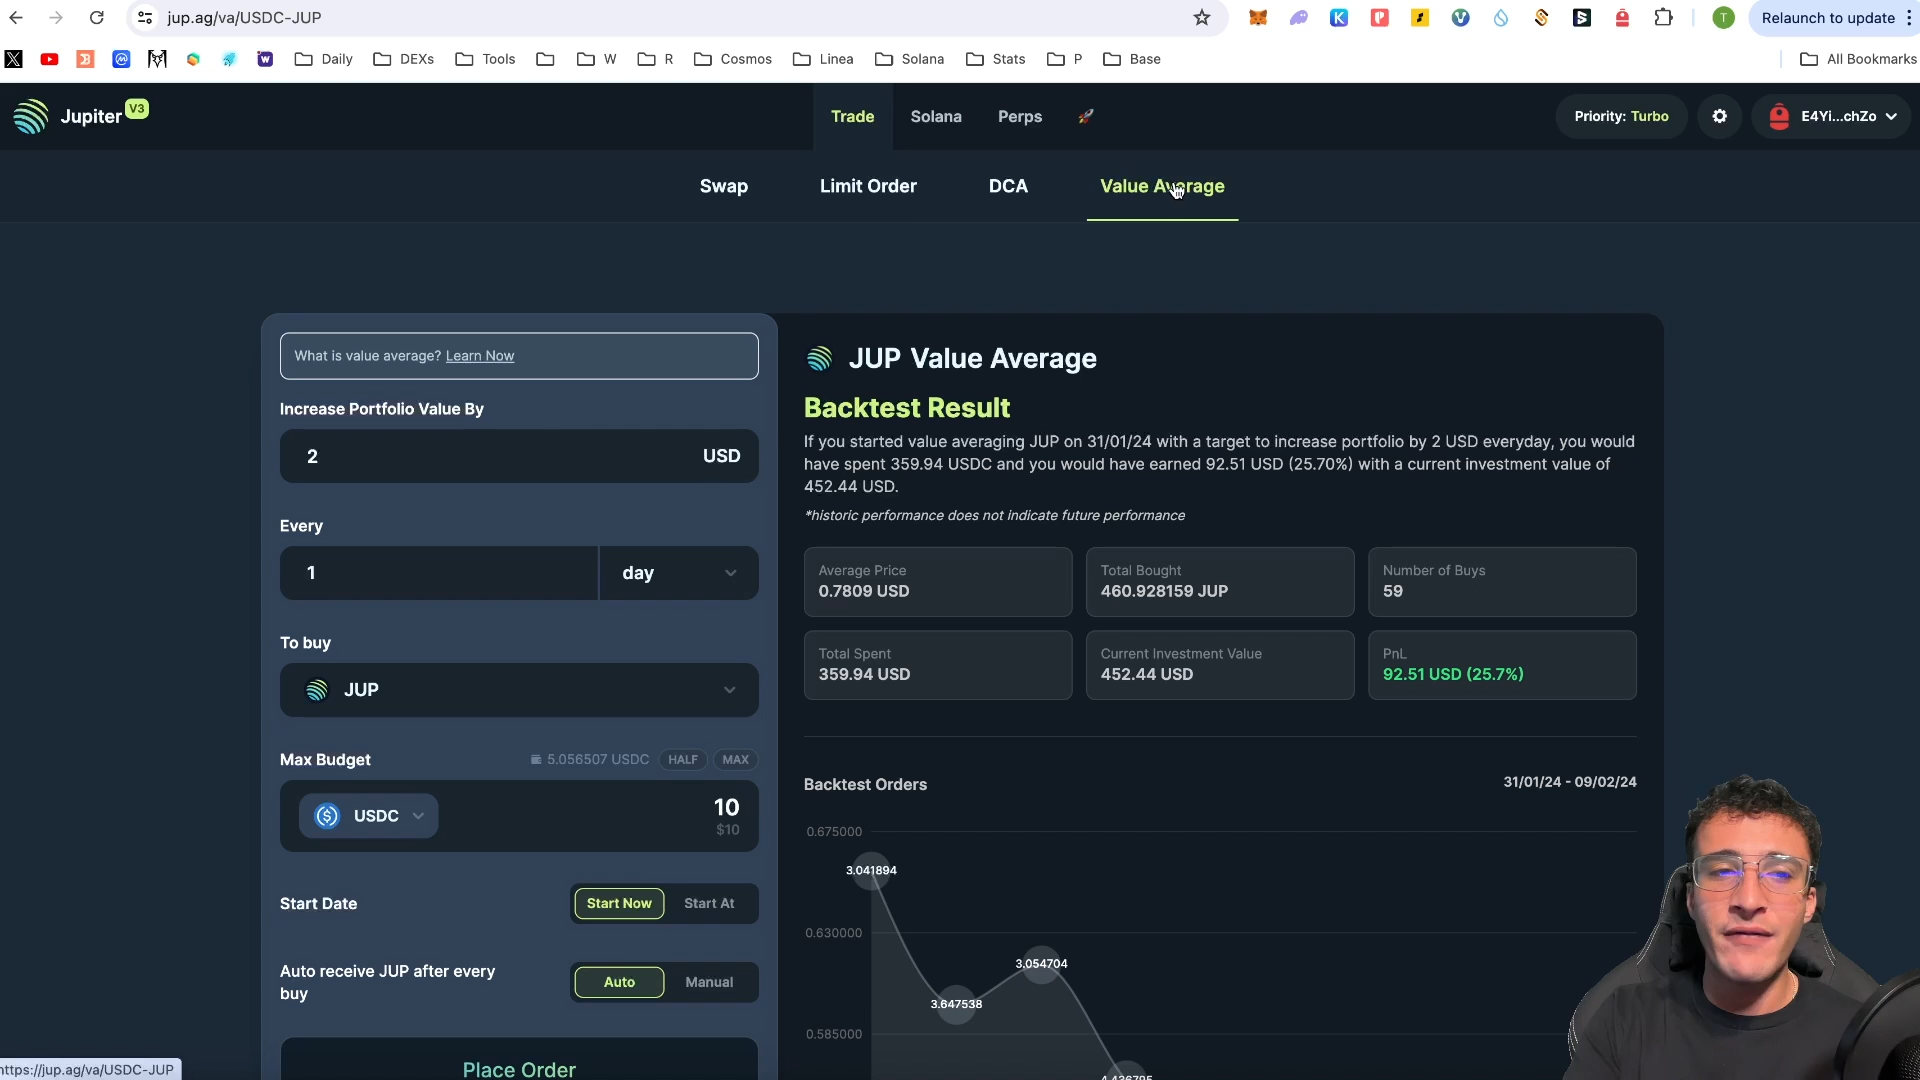 jup.ag/va/USDC-JUP
T
Relaunch to update
Daily
DEXs
Tools
W
R
Cosmos
Linea
Solana
Stats
P
Base
All Bookmarks
Jupiter V3
Trade
Solana
Perps
Priority: Turbo
E4Yi...chZo
Swap
Limit Order
DCA
Value Average
What is value average? Learn Now
Increase Portfolio Value By
2 USD
Every
1 day
To buy
JUP
Max Budget
5.056507 USDC HALF MAX
USDC
10
$10
Start Date
Start Now Start At
Auto receive JUP after every
buy
Auto Manual
Place Order
JUP Value Average
Backtest Result
If you started value averaging JUP on 31/01/24 with a target to increase portfolio by 2 USD everyday, you would
have spent 359.94 USDC and you would have earned 92.51 USD (25.70%) with a current investment value of
452.44 USD.
*historic performance does not indicate future performance
Average Price
0.7809 USD
Total Bought
460.928159 JUP
Number of Buys
59
Total Spent
359.94 USD
Current Investment Value
452.44 USD
PnL
92.51 USD (25.7%)
Backtest Orders
31/01/24 - 09/02/24
0.675000
3.041894
0.630000
3.054704
3.647538
0.585000
4.436795
https://jup.ag/va/USDC-JUP